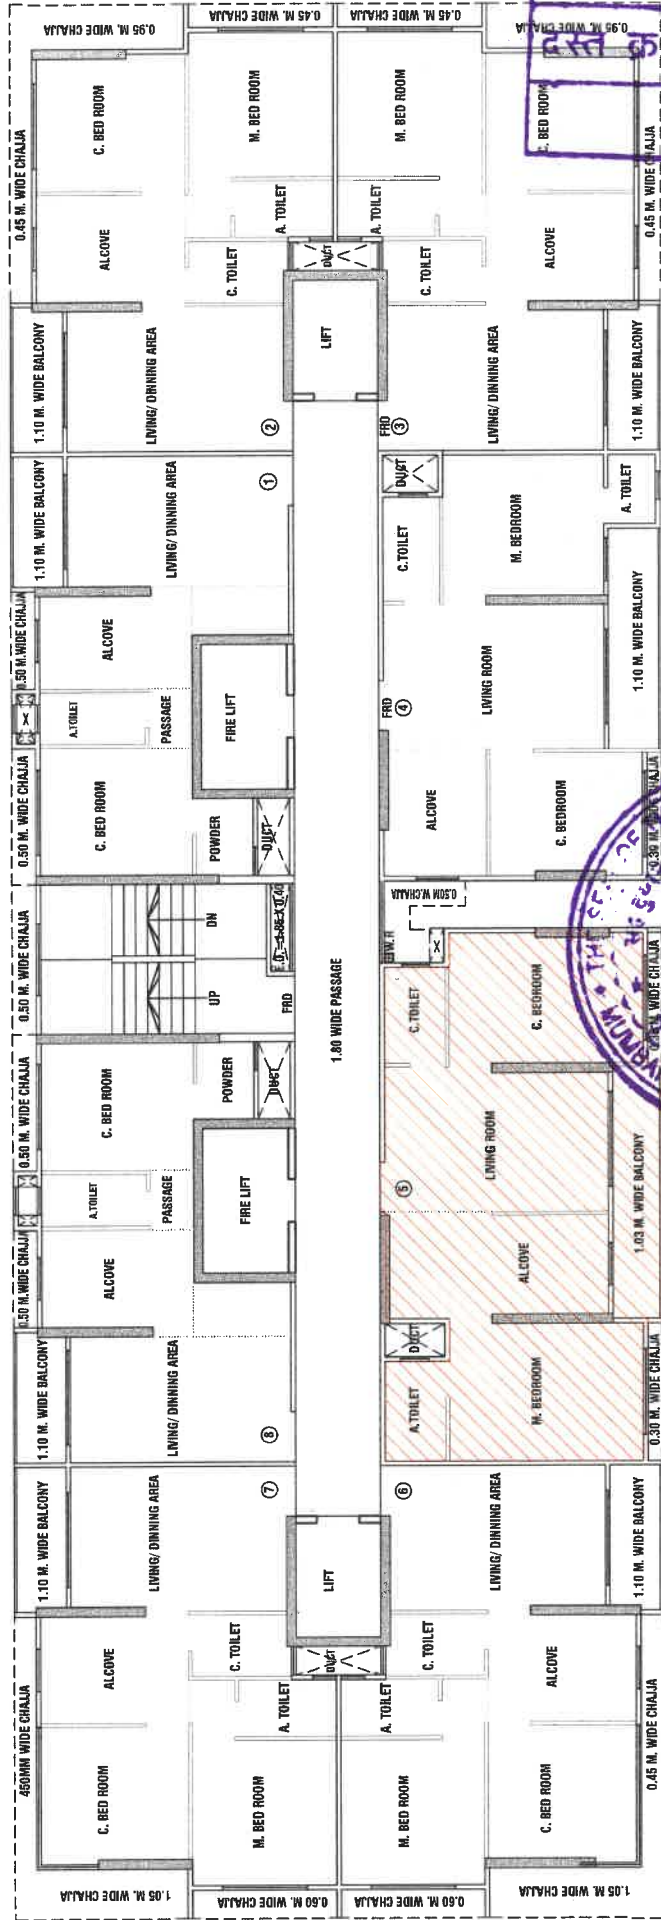 1.05 M. WIDE CHAJJA
450MM WIDE CHAJJA
1.10 M. WIDE BALCONY
1.10 M. WIDE BALCONY
0.50 M.WIDE CHAJJA
0.50 M. WIDE CHAJJA
0.50 M. WIDE CHAJJA
0.50 M. WIDE CHAJJA
0.50 M.WIDE CHAJJA
1.10 M. WIDE BALCONY
1.10 M. WIDE BALCONY
0.45 M. WIDE CHAJJA
0.95 M. WIDE CHAJJA
C. BED ROOM
ALCOVE
LIVING/ DINNING AREA
LIVING/ DINNING AREA
ALCOVE
A.TOILET
C. BED ROOM
PASSAGE
FIRE LIFT
POWDER
DUCT
UP
DN
FRD
C. BED ROOM
POWDER
DUCT
A.TOILET
PASSAGE
FIRE LIFT
ALCOVE
LIVING/ DINNING AREA
LIVING/ DINNING AREA
ALCOVE
C. BED ROOM
0.60 M. WIDE CHAJJA
M. BED ROOM
A. TOILET
C. TOILET
7
8
1
2
C. TOILET
A. TOILET
M. BED ROOM
0.45 M. WIDE CHAJJA
DUCT
LIFT
1.80 WIDE PASSAGE
LIFT
DUCT
0.60 M. WIDE CHAJJA
M. BED ROOM
A. TOILET
C. TOILET
6
A.TOILET
DUCT
5
C.TOILET
0.50M W.CHAJJA
FRD
4
C.TOILET
DUCT
FRD
3
C. TOILET
A. TOILET
M. BED ROOM
0.45 M. WIDE CHAJJA
1.05 M. WIDE CHAJJA
C. BED ROOM
ALCOVE
LIVING/ DINNING AREA
M. BEDROOM
ALCOVE
LIVING ROOM
C. BEDROOM
ALCOVE
C. BEDROOM
LIVING ROOM
M. BEDROOM
A. TOILET
LIVING/ DINNING AREA
ALCOVE
C. BED ROOM
0.95 M. WIDE CHAJJA
0.45 M. WIDE CHAJJA
1.10 M. WIDE BALCONY
0.30 M. WIDE CHAJJA
1.03 M. WIDE BALCONY
1.10 M. WIDE BALCONY
1.10 M. WIDE BALCONY
0.45 M. WIDE CHAJJA